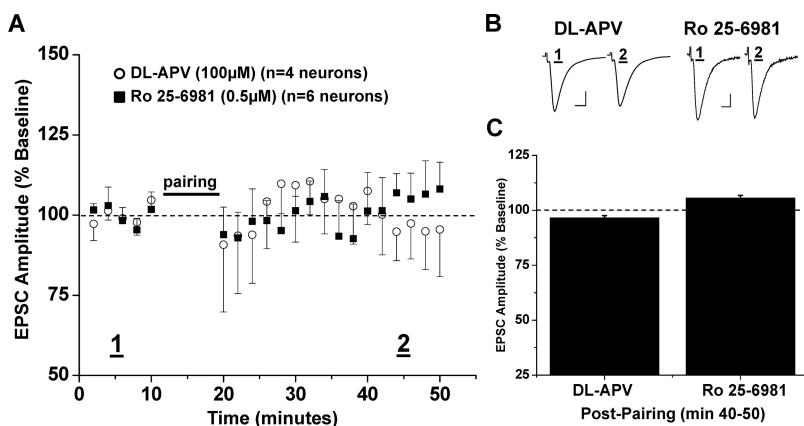 A
DL-APV (100μM) (n=4 neurons)
Ro 25-6981 (0.5μM) (n=6 neurons)
pairing
EPSC Amplitude (% Baseline)
150
125
100
75
50
1
2
0
10
20
30
40
50
Time (minutes)
B
DL-APV
Ro 25-6981
1
2
1
2
C
EPSC Amplitude (% Baseline)
125
100
75
50
25
DL-APV
Ro 25-6981
Post-Pairing (min 40-50)